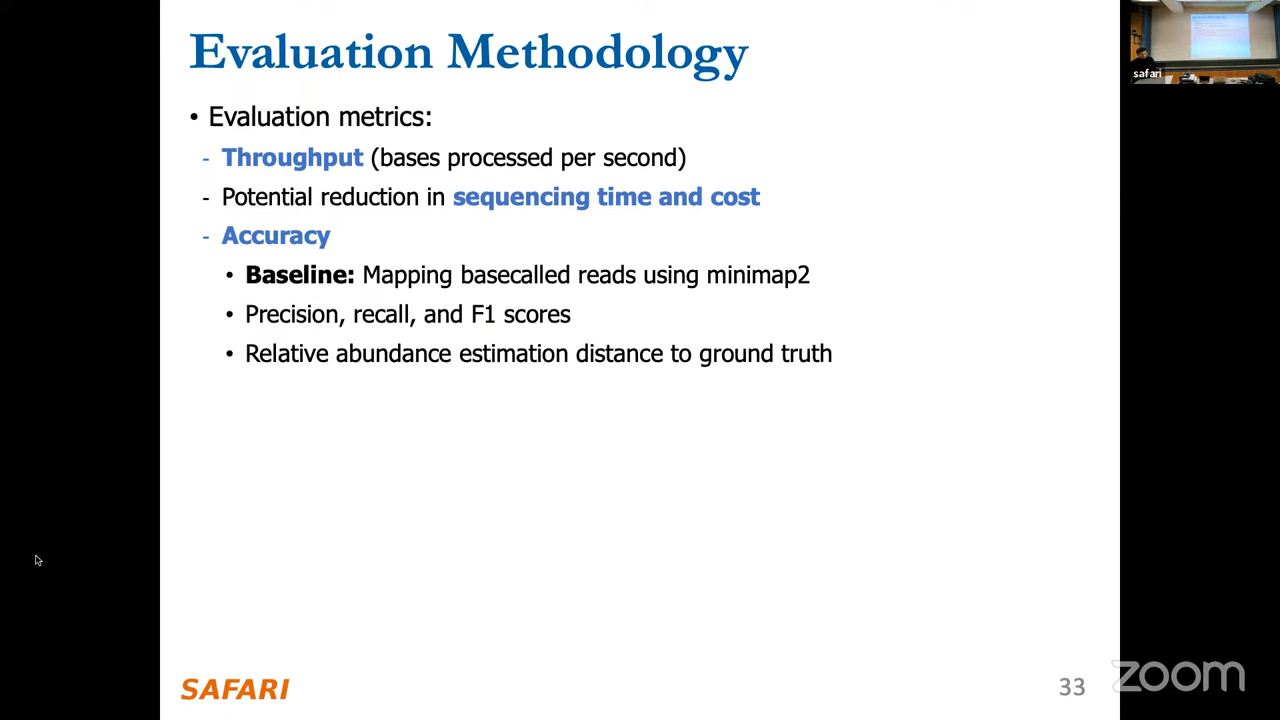 Evaluation Methodology
• Evaluation metrics:
- Throughput (bases processed per second)
- Potential reduction in sequencing time and cost
- Accuracy
• Baseline: Mapping basecalled reads using minimap2
• Precision, recall, and F1 scores
• Relative abundance estimation distance to ground truth
SAFARI
33
zoom
safari